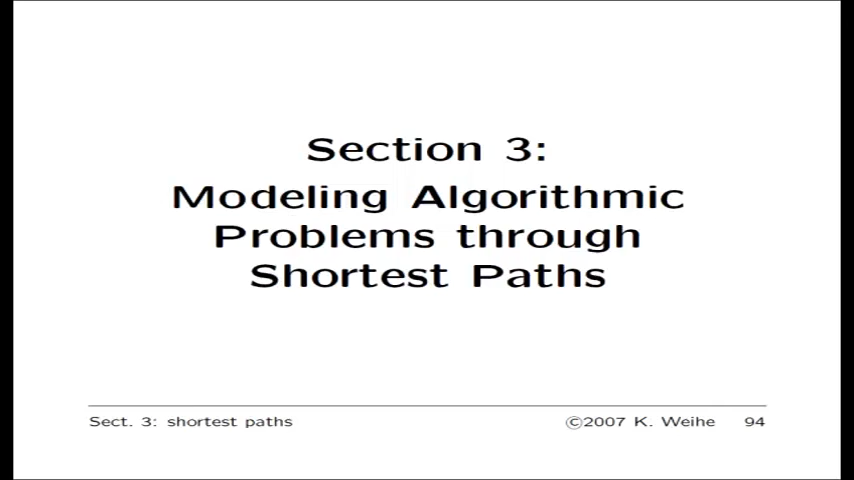 Section 3:
Modeling Algorithmic
Problems through
Shortest Paths
Sect. 3: shortest paths
©2007 K. Weihe 94